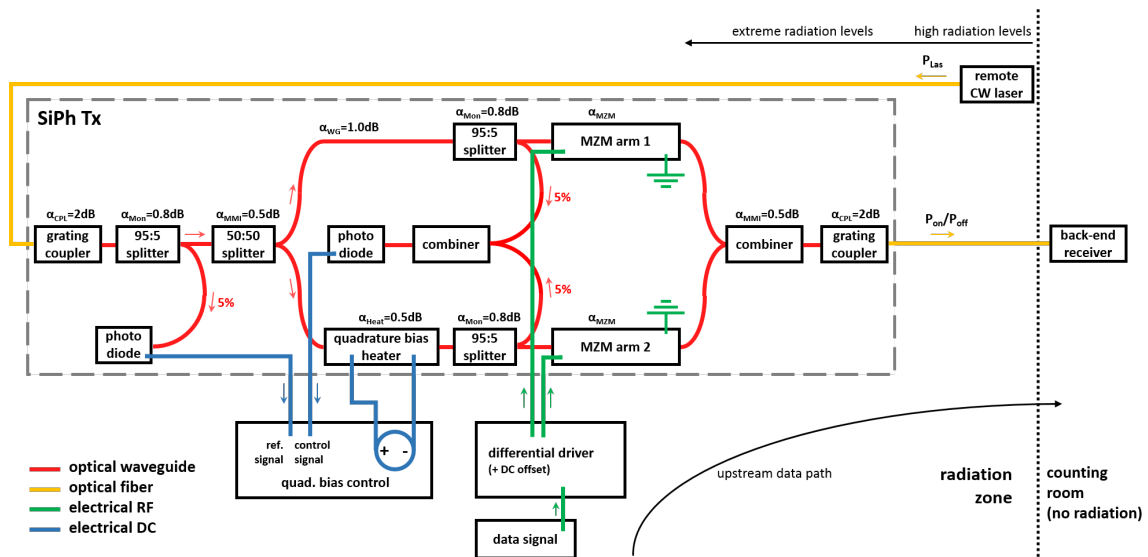 extreme radiation levels
high radiation levels
P_Las
remote
CW laser
SiPh Tx
α_WG=1.0dB
α_Mon=0.8dB
95:5
splitter
α_MZM
MZM arm 1
5%
α_CPL=2dB
grating
coupler
α_Mon=0.8dB
95:5
splitter
α_MMI=0.5dB
50:50
splitter
photo
diode
combiner
α_MMI=0.5dB
combiner
α_CPL=2dB
grating
coupler
P_on/P_off
back-end
receiver
5%
5%
photo
diode
α_Heat=0.5dB
quadrature bias
heater
α_Mon=0.8dB
95:5
splitter
α_MZM
MZM arm 2
ref.
signal
control
signal
+
-
quad. bias control
differential driver
(+ DC offset)
data signal
upstream data path
radiation
zone
counting
room
(no radiation)
optical waveguide
optical fiber
electrical RF
electrical DC